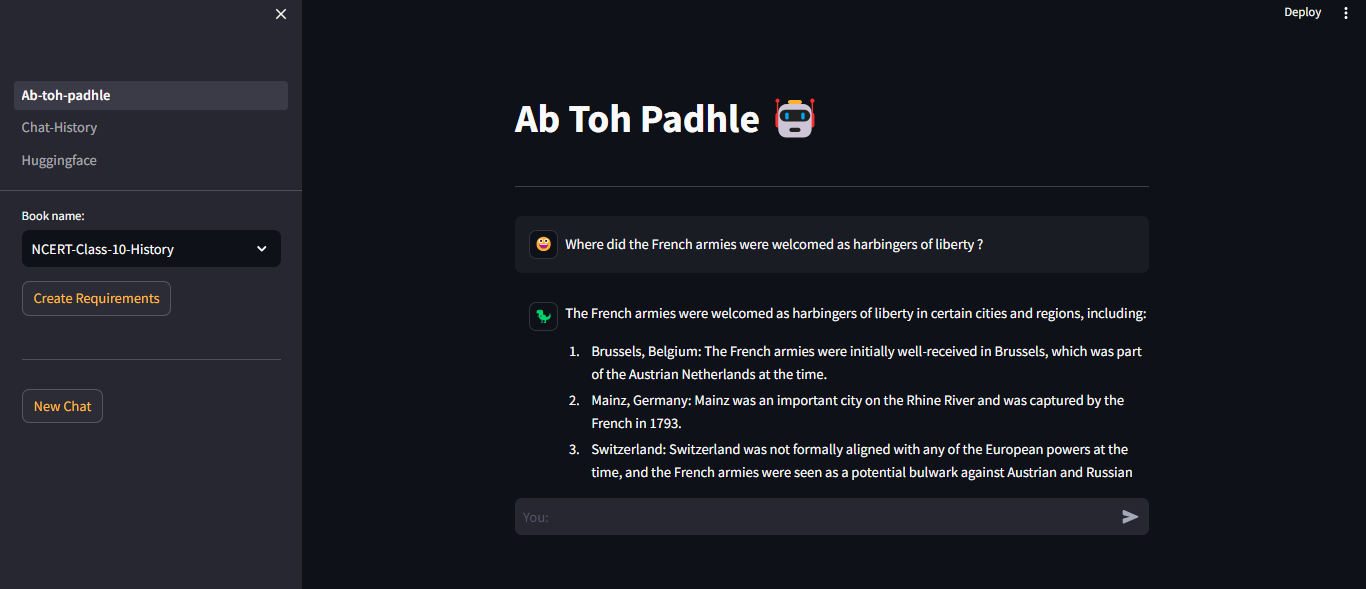 Deploy
Ab-toh-padhle
Chat-History
Huggingface
Book name:
NCERT-Class-10-History
Create Requirements
New Chat
Ab Toh Padhle
Where did the French armies were welcomed as harbingers of liberty ?
The French armies were welcomed as harbingers of liberty in certain cities and regions, including:
1. Brussels, Belgium: The French armies were initially well-received in Brussels, which was part
of the Austrian Netherlands at the time.
2. Mainz, Germany: Mainz was an important city on the Rhine River and was captured by the
French in 1793.
3. Switzerland: Switzerland was not formally aligned with any of the European powers at the
time, and the French armies were seen as a potential bulwark against Austrian and Russian
You: